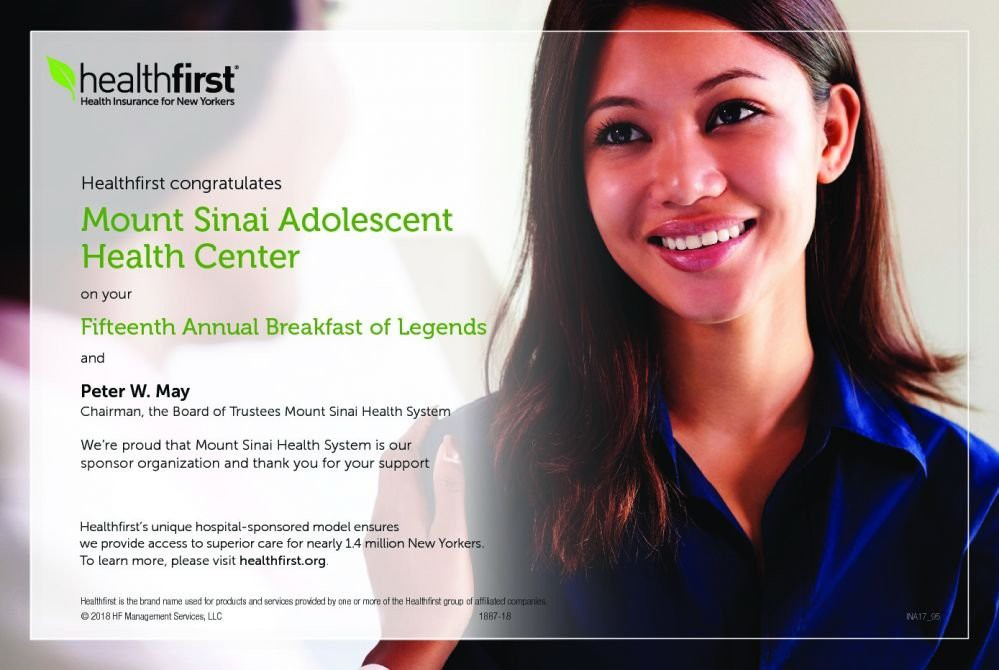 healthfirst®
Health Insurance for New Yorkers
Healthfirst congratulates
Mount Sinai Adolescent
Health Center
on your
Fifteenth Annual Breakfast of Legends
and
Peter W. May
Chairman, the Board of Trustees Mount Sinai Health System
We're proud that Mount Sinai Health System is our
sponsor organization and thank you for your support
Healthfirst's unique hospital-sponsored model ensures
we provide access to superior care for nearly 1.4 million New Yorkers.
To learn more, please visit healthfirst.org.
Healthfirst is the brand name used for products and services provided by one or more of the Healthfirst group of affiliated companies.
© 2018 HF Management Services, LLC 1887-18 INA17_95